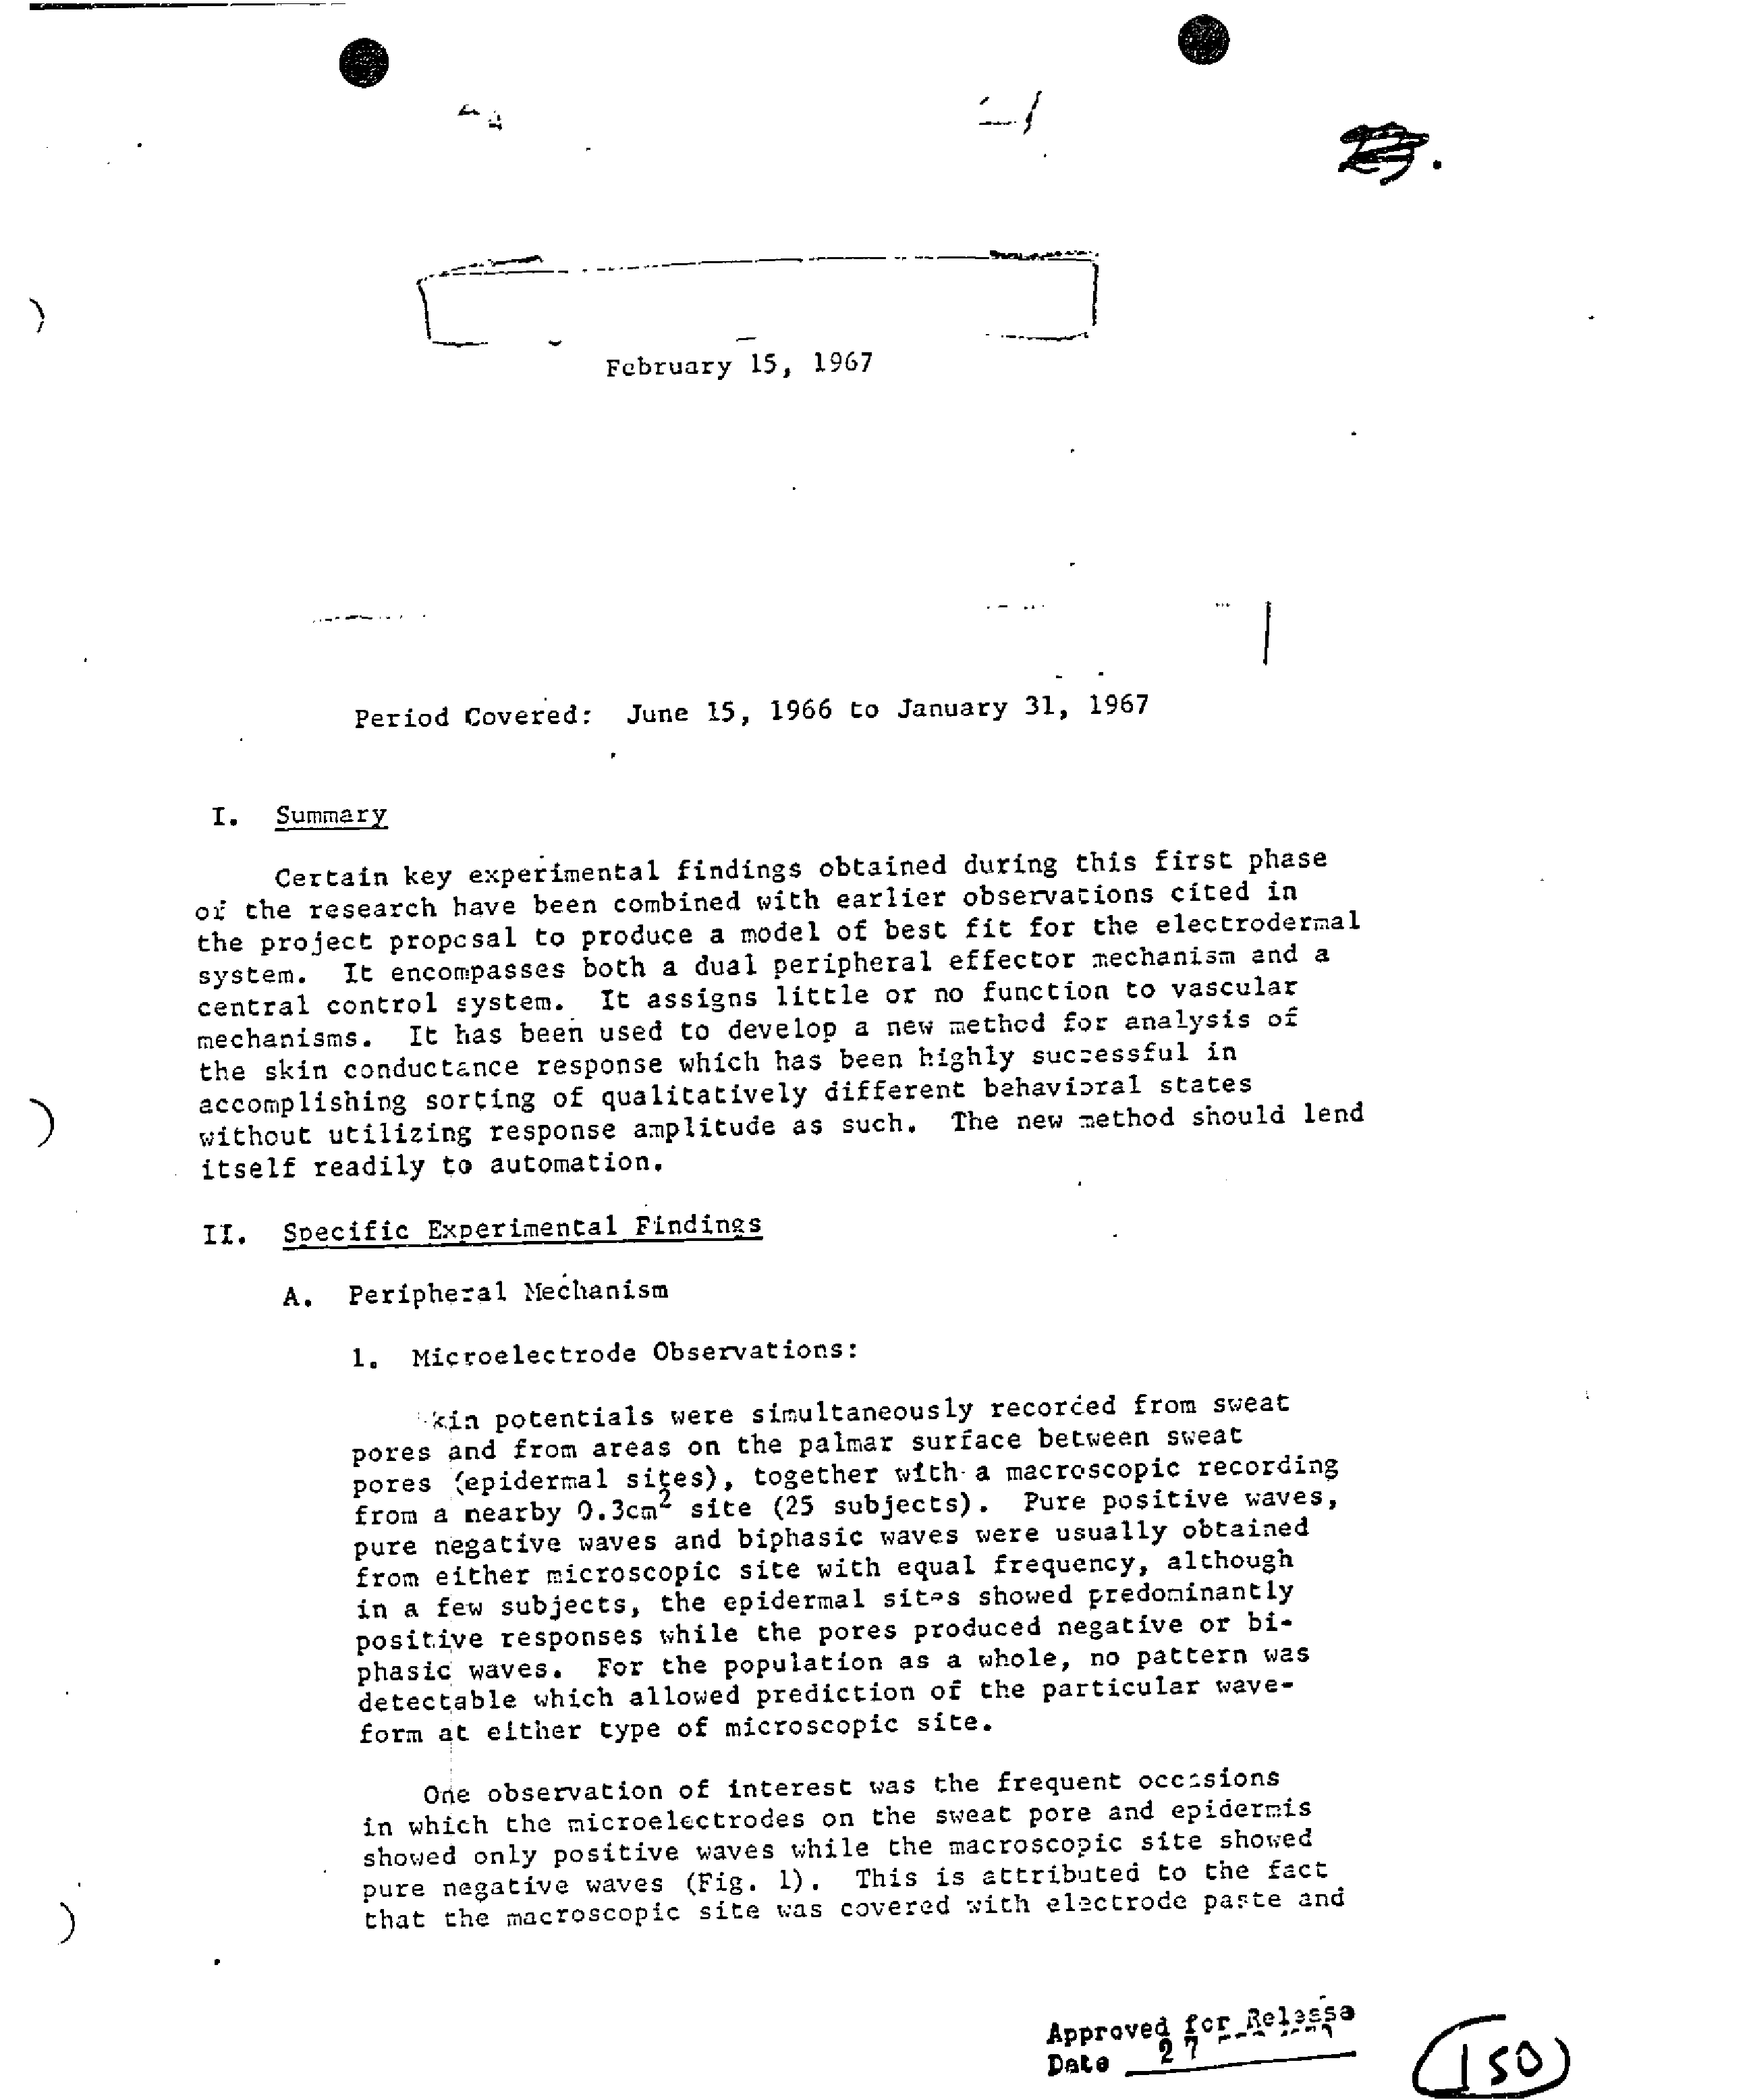 February 15, 1967
Period Covered: June 15, 1966 to January 31, 1967
I. Summary
Certain key experimental findings obtained during this first phase
of the research have been combined with earlier observations cited in
the project proposal to produce a model of best fit for the electrodermal
system. It encompasses both a dual peripheral effector mechanism and a
central control system. It assigns little or no function to vascular
mechanisms. It has been used to develop a new method for analysis of
the skin conductance response which has been highly successful in
accomplishing sorting of qualitatively different behavioral states
without utilizing response amplitude as such. The new method should lend
itself readily to automation.
II. Specific Experimental Findings
A. Peripheral Mechanism
1. Microelectrode Observations:
kin potentials were simultaneously recorded from sweat
pores and from areas on the palmar surface between sweat
pores (epidermal sites), together with a macroscopic recording
from a nearby 0.3cm² site (25 subjects). Pure positive waves,
pure negative waves and biphasic waves were usually obtained
from either microscopic site with equal frequency, although
in a few subjects, the epidermal sites showed predominantly
positive responses while the pores produced negative or bi-
phasic waves. For the population as a whole, no pattern was
detectable which allowed prediction of the particular wave-
form at either type of microscopic site.
One observation of interest was the frequent occasions
in which the microelectrodes on the sweat pore and epidermis
showed only positive waves while the macroscopic site showed
pure negative waves (Fig. 1). This is attributed to the fact
that the macroscopic site was covered with electrode paste and
Approved for Release
Date 27
150